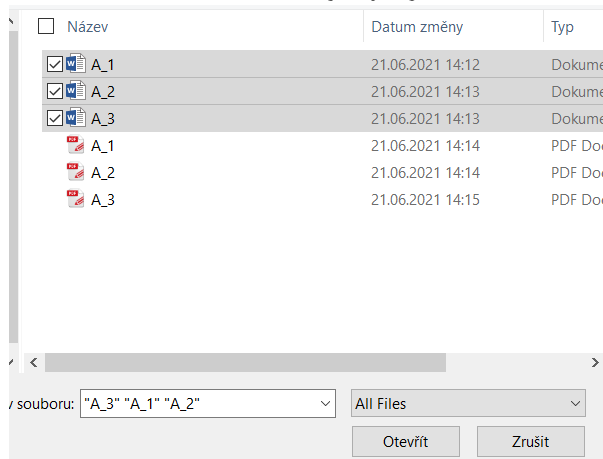 Název Datum změny Typ
A_1 21.06.2021 14:12 Dokume
A_2 21.06.2021 14:13 Dokume
A_3 21.06.2021 14:13 Dokume
A_1 21.06.2021 14:14 PDF Doc
A_2 21.06.2021 14:14 PDF Doc
A_3 21.06.2021 14:15 PDF Doc
v souboru: "A_3" "A_1" "A_2" All Files
Otevřít Zrušit